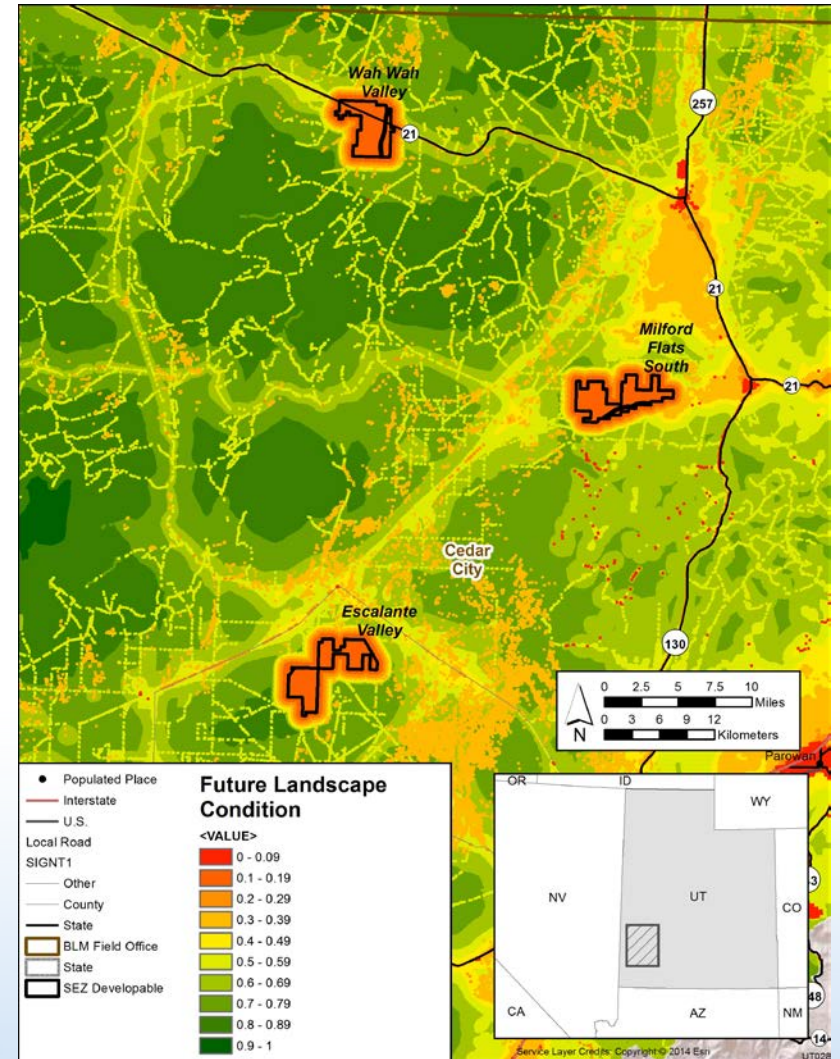 Wah Wah
Valley
257
21
21
Milford
Flats
South
21
Cedar
City
Escalante
Valley
130
0 2.5 5 7.5 10
Miles
0 3 6 9 12
Kilometers
N
Parowan
Populated Place
Interstate
U.S.
Local Road
SIGNT1
Other
County
State
BLM Field Office
State
SEZ Developable
Future Landscape
Condition
<VALUE>
0 - 0.09
0.1 - 0.19
0.2 - 0.29
0.3 - 0.39
0.4 - 0.49
0.5 - 0.59
0.6 - 0.69
0.7 - 0.79
0.8 - 0.89
0.9 - 1
OR
ID
WY
NV
UT
CO
CA
AZ
NM
48
14
Service Layer Credits: Copyright © 2014 Esri